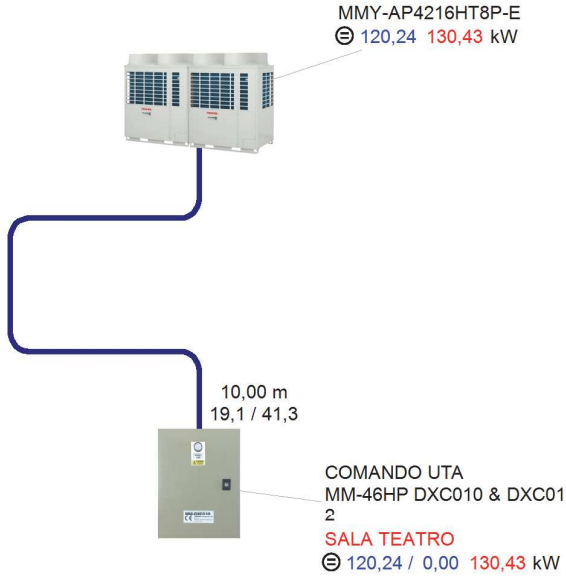 MMY-AP4216HT8P-E
120,24 130,43 kW
10,00 m
19,1 / 41,3
COMANDO UTA
MM-46HP DXC010 & DXC01
2
SALA TEATRO
120,24 / 0,00 130,43 kW